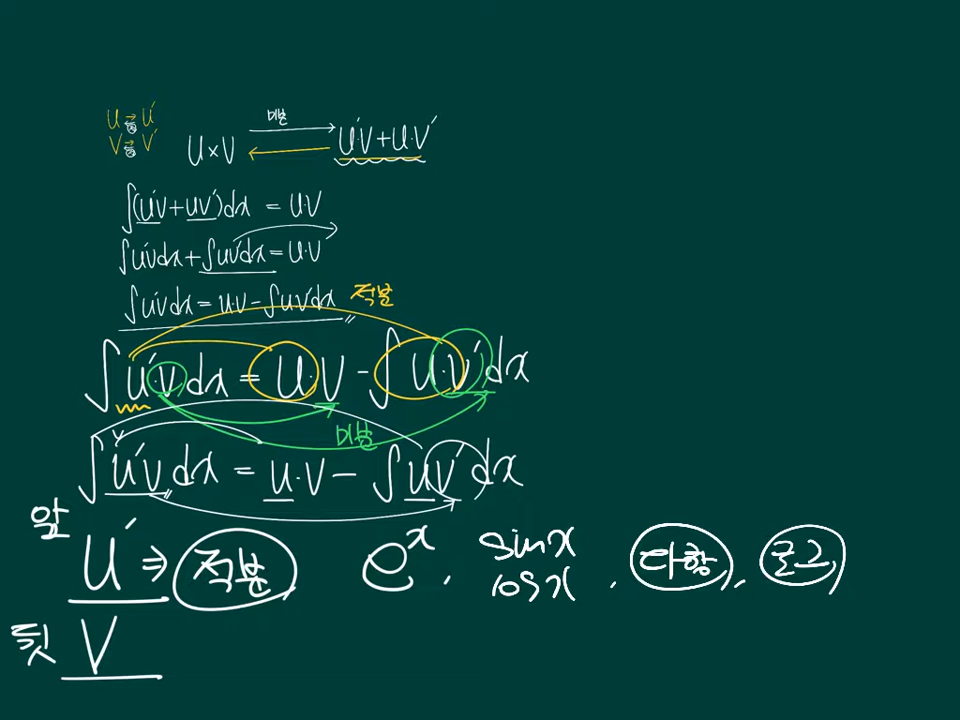 u ⇄ u′
v ⇄ v′
미분
u×v u′v+u·v′
∫(u′v+uv′)dx = u·v
∫u′vdx+∫uv′dx=u·v
∫u′vdx=u·v-∫uv′dx
적분
∫u′·vdx = u·v-∫u·v′dx
미분
∫u′vdx = u·v-∫uv′dx
앞 u′ ⇒ 적분 e^x, sinx, 다항, 로그
뒷 v